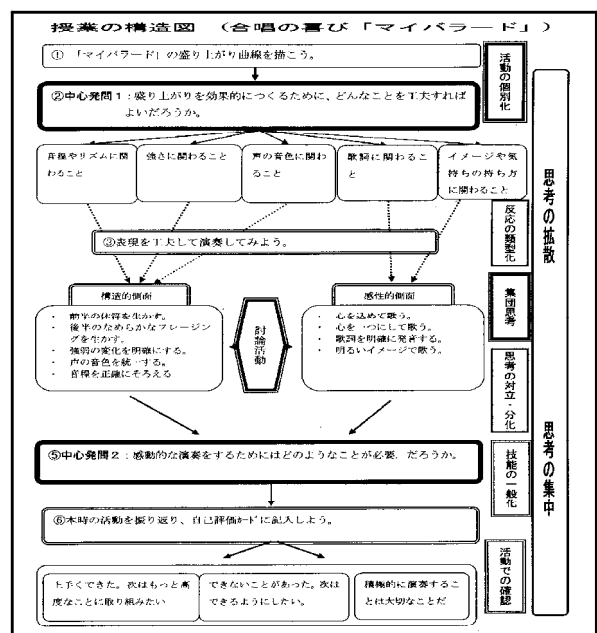 授業の構造図　(合唱の喜び「マイバラード」)
① 「マイバラード」の盛り上がり曲線を描こう。
②中心発問1：盛り上がりを効果的につくるために、どんなことを工夫すれば
よいだろうか。
音程やリズムに関
わること
強さに関わること
声の音色に関わ
ること
歌詞に関わるこ
と
イメージや気
持ちの持ち方
に関わること
③表現を工夫して演奏してみよう。
構造的側面
・ 前半の休符を生かす。
・ 後半のなめらかなフレージン
グを生かす。
・ 強弱の変化を明確にする。
・ 声の音色を統一する。
・ 音程を正確にそろえる
討論活動
感性的側面
・ 心を込めて歌う。
・ 心を一つにして歌う。
・ 歌詞を明確に発音する。
・ 明るいイメージで歌う。
⑤中心発問2：感動的な演奏をするためにはどのようなことが必要 だろうか。
⑥本時の活動を振り返り、自己評価カードに記入しよう。
上手くできた。次はもっと高
度なことに取り組みたい
できないことがあった。次は
できるようにしたい。
積極的に演奏するこ
とは大切なことだ
活動の個別化
反応の類型化
集団思考
思考の対立・分化
技能の一般化
活動での確認
思考の拡散
思考の集中